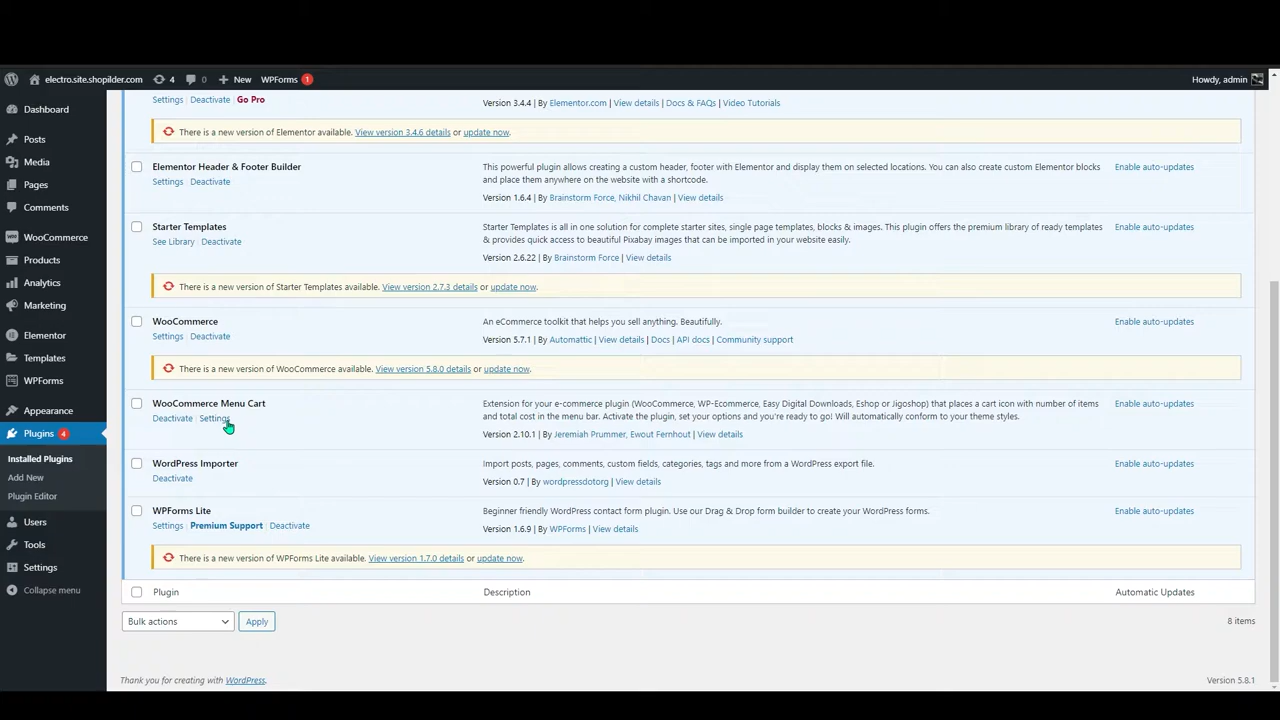 electro.site.shopilder.com 4 0 New WPForms 1 Howdy, admin
Dashboard
Posts
Media
Pages
Comments
WooCommerce
Products
Analytics
Marketing
Elementor
Templates
WPForms
Appearance
Plugins 4
Installed Plugins
Add New
Plugin Editor
Users
Tools
Settings
Collapse menu
Settings | Deactivate | Go Pro
Version 3.4.4 | By Elementor.com | View details | Docs & FAQs | Video Tutorials
There is a new version of Elementor available. View version 3.4.6 details or update now.
Elementor Header & Footer Builder
Settings | Deactivate
This powerful plugin allows creating a custom header, footer with Elementor and display them on selected locations. You can also create custom Elementor blocks
and place them anywhere on the website with a shortcode.
Version 1.6.4 | By Brainstorm Force, Nikhil Chavan | View details
Enable auto-updates
Starter Templates
See Library | Deactivate
Starter Templates is all in one solution for complete starter sites, single page templates, blocks & images. This plugin offers the premium library of ready templates
& provides quick access to beautiful Pixabay images that can be imported in your website easily.
Version 2.6.22 | By Brainstorm Force | View details
Enable auto-updates
There is a new version of Starter Templates available. View version 2.7.3 details or update now.
WooCommerce
Settings | Deactivate
An eCommerce toolkit that helps you sell anything. Beautifully.
Version 5.7.1 | By Automattic | View details | Docs | API docs | Community support
Enable auto-updates
There is a new version of WooCommerce available. View version 5.8.0 details or update now.
WooCommerce Menu Cart
Deactivate | Settings
Extension for your e-commerce plugin (WooCommerce, WP-Ecommerce, Easy Digital Downloads, Eshop or Jigoshop) that places a cart icon with number of items
and total cost in the menu bar. Activate the plugin, set your options and you're ready to go! Will automatically conform to your theme styles.
Version 2.10.1 | By Jeremiah Prummer, Ewout Fernhout | View details
Enable auto-updates
WordPress Importer
Deactivate
Import posts, pages, comments, custom fields, categories, tags and more from a WordPress export file.
Version 0.7 | By wordpressdotorg | View details
Enable auto-updates
WPForms Lite
Settings | Premium Support | Deactivate
Beginner friendly WordPress contact form plugin. Use our Drag & Drop form builder to create your WordPress forms.
Version 1.6.9 | By WPForms | View details
Enable auto-updates
There is a new version of WPForms Lite available. View version 1.7.0 details or update now.
Plugin Description Automatic Updates
Bulk actions Apply 8 items
Thank you for creating with WordPress. Version 5.8.1